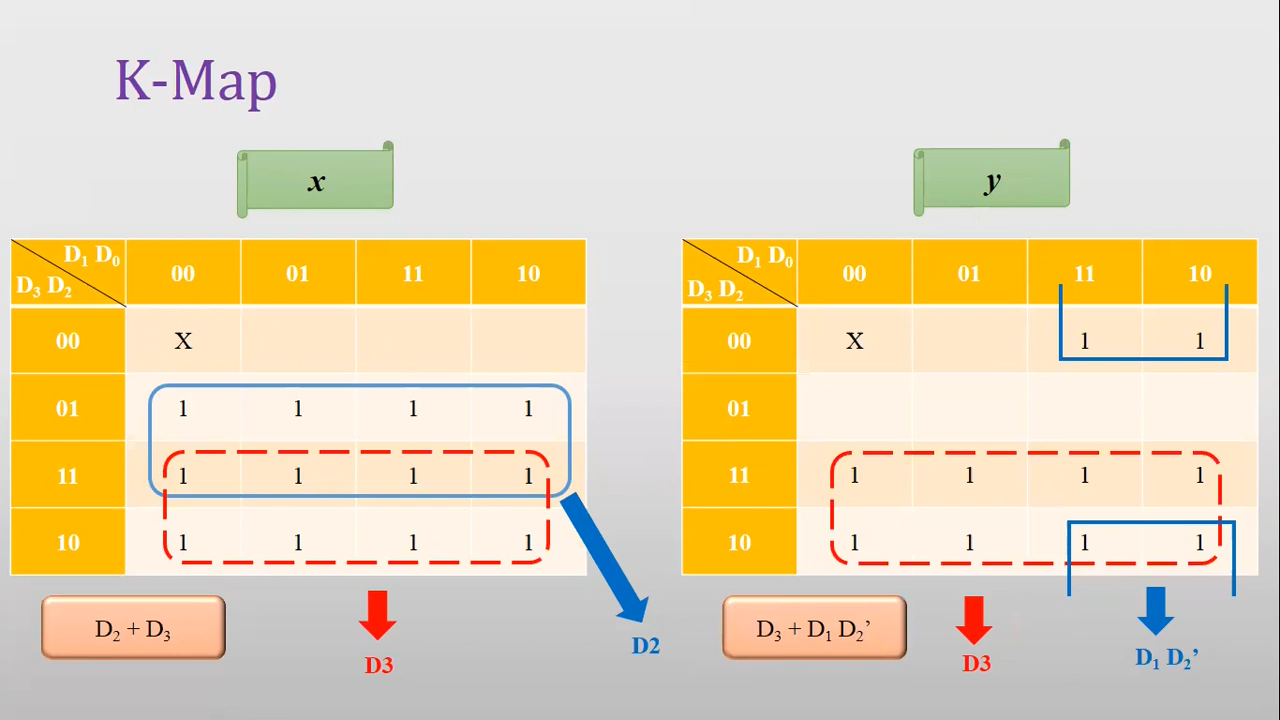 K-Map
x
y
D₁ D₀
D₃ D₂
00 01 11 10
00 X
01 1 1 1 1
11 1 1 1 1
10 1 1 1 1
D₂ + D₃
D3
D2
D₁ D₀
D₃ D₂
00 01 11 10
00 X 1 1
01
11 1 1 1 1
10 1 1 1 1
D₃ + D₁ D₂’
D3
D₁ D₂’